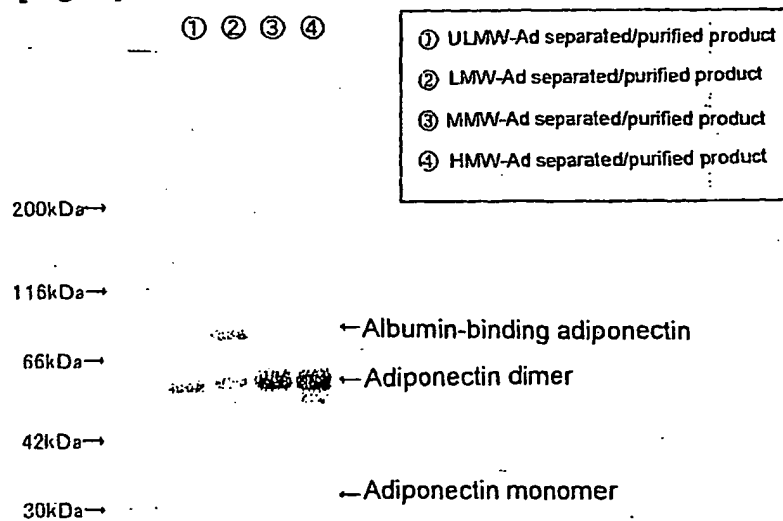 ① ② ③ ④
① ULMW-Ad separated/purified product
② LMW-Ad separated/purified product
③ MMW-Ad separated/purified product
④ HMW-Ad separated/purified product
200kDa→
116kDa→
←Albumin-binding adiponectin
66kDa→
←Adiponectin dimer
42kDa→
←Adiponectin monomer
30kDa→